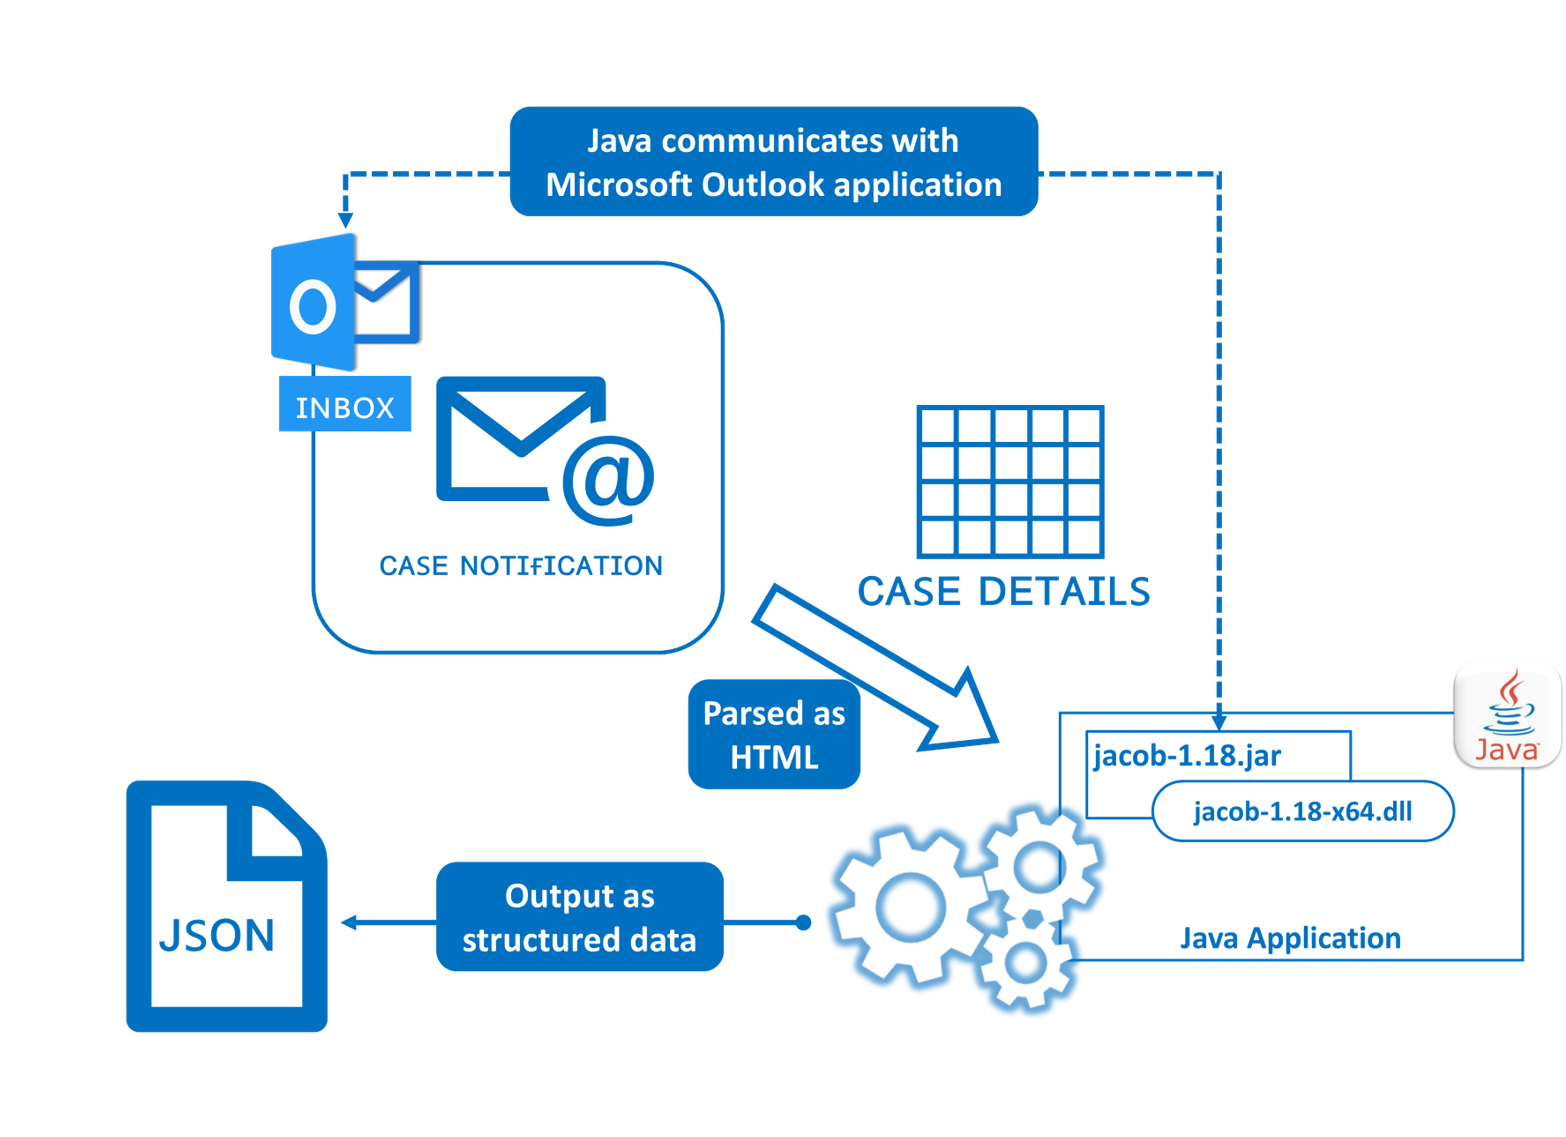 Java communicates with
Microsoft Outlook application
O
INBOX
@
CASE NOTIFICATION
CASE DETAILS
Parsed as
HTML
Java
jacob-1.18.jar
jacob-1.18-x64.dll
Java Application
Output as
structured data
JSON